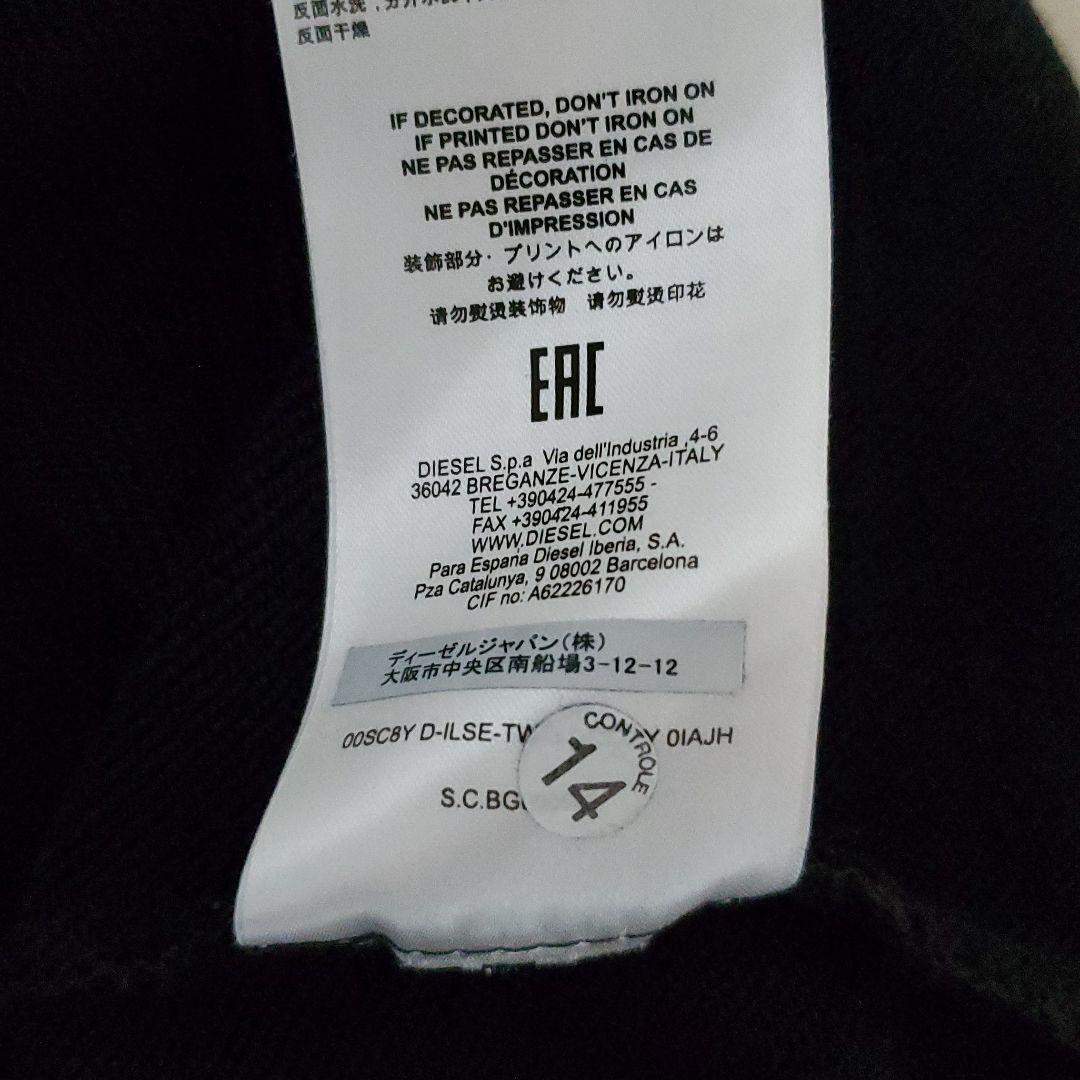 反面水洗,分开水洗,
反面干燥
IF DECORATED, DON'T IRON ON
IF PRINTED DON'T IRON ON
NE PAS REPASSER EN CAS DE
DÉCORATION
NE PAS REPASSER EN CAS
D'IMPRESSION
装飾部分・プリントへのアイロンは
お避けください。
请勿熨烫装饰物 请勿熨烫印花
EAC
DIESEL S.p.a Via dell'Industria ,4-6
36042 BREGANZE-VICENZA-ITALY
TEL +390424-477555 -
FAX +390424-411955
WWW.DIESEL.COM
Para Espana Diesel Iberia, S.A.
Pza Catalunya, 9 08002 Barcelona
CIF no: A62226170
ディーゼルジャパン(株)
大阪市中央区南船場3-12-12
00SC8Y D-ILSE-TW Y 0IAJH
CONTROLE
14
S.C.BG